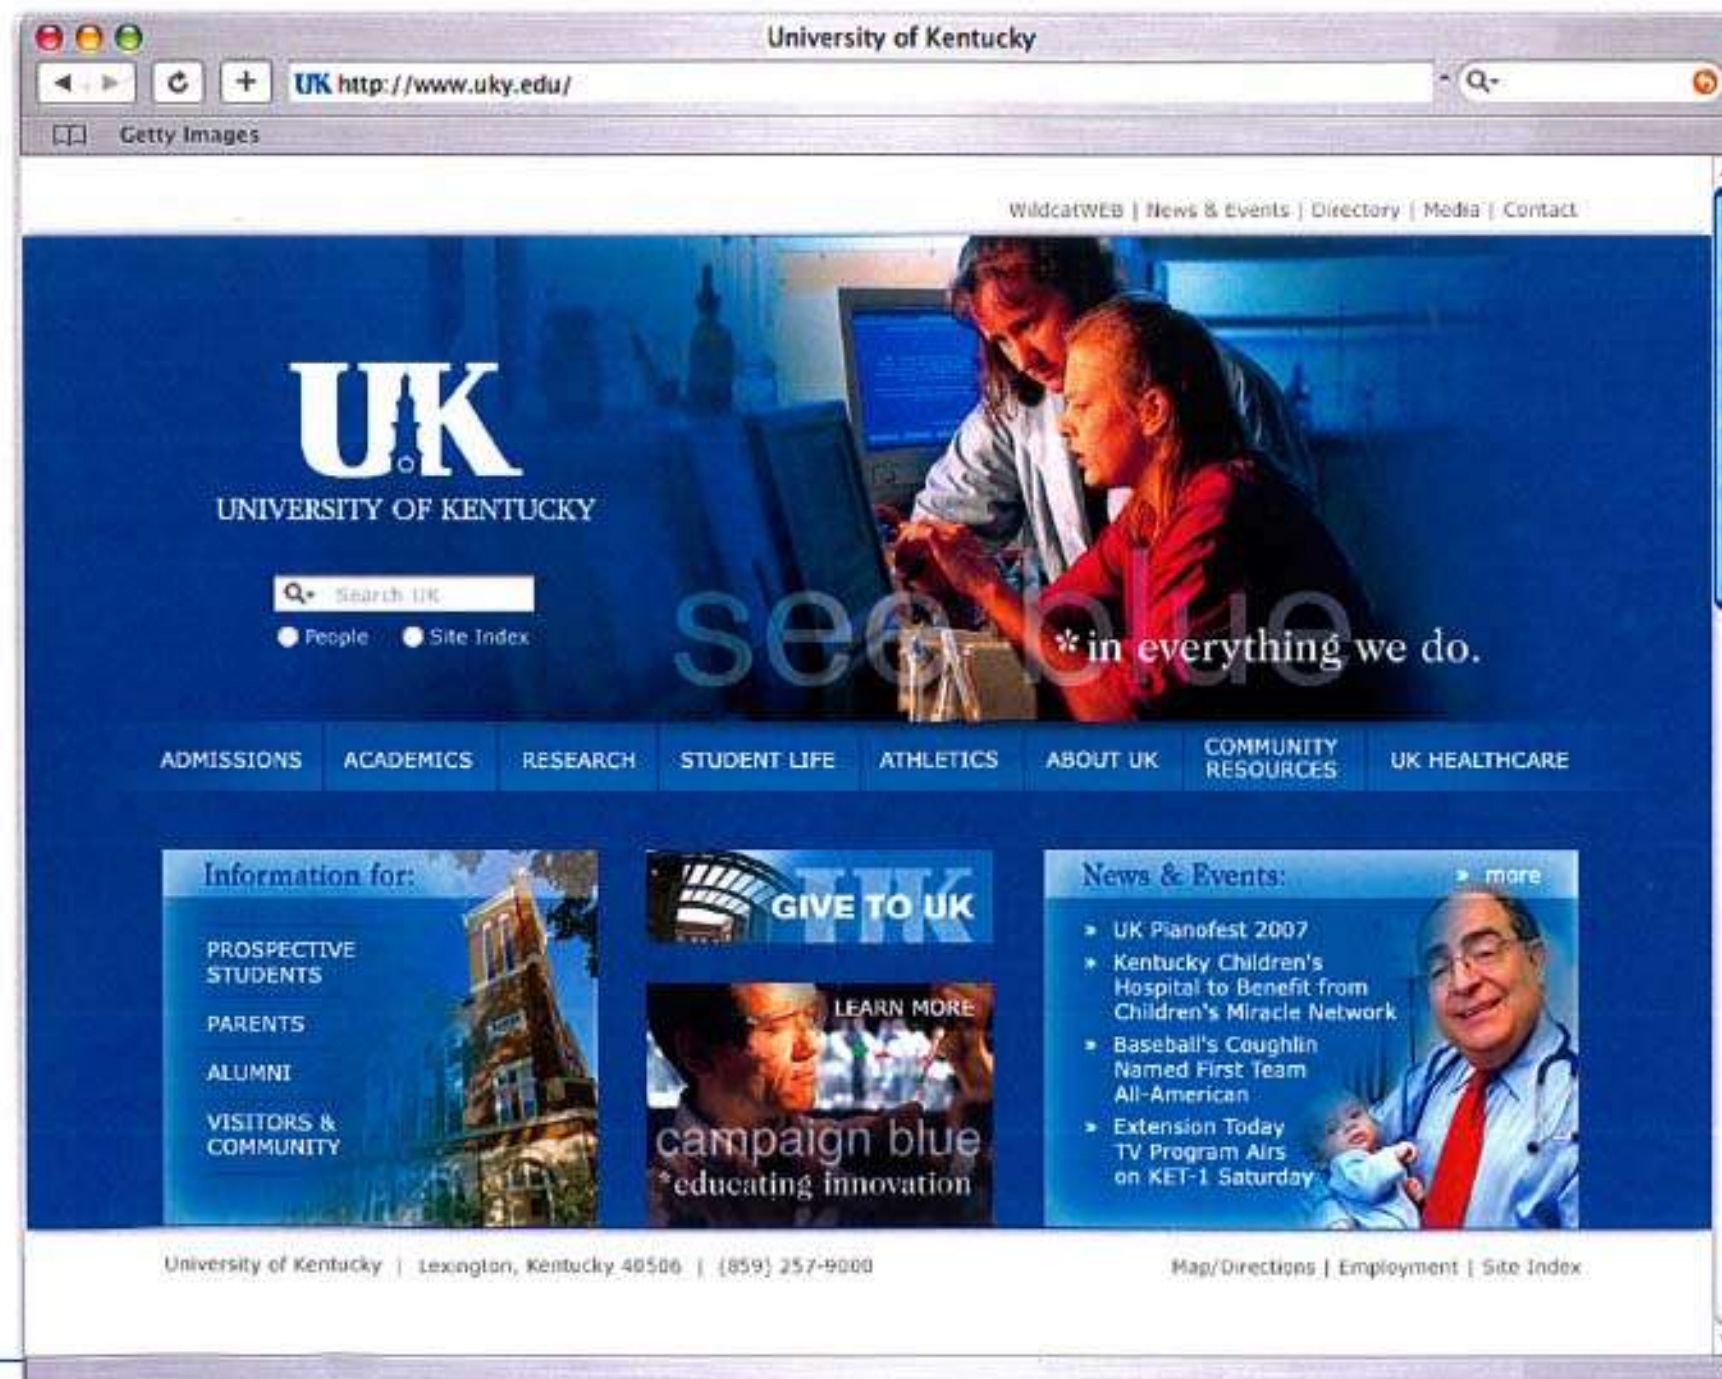 University of Kentucky
UK http://www.uky.edu/
Getty Images
WildcatWEB | News & Events | Directory | Media | Contact
UK
UNIVERSITY OF KENTUCKY
Search UK
People Site Index
see blue
*in everything we do.
ADMISSIONS ACADEMICS RESEARCH STUDENT LIFE ATHLETICS ABOUT UK COMMUNITY RESOURCES UK HEALTHCARE
Information for:
PROSPECTIVE
STUDENTS
PARENTS
ALUMNI
VISITORS &
COMMUNITY
UK
GIVE TO UK
LEARN MORE
campaign blue
*educating innovation
News & Events: » more
» UK Pianofest 2007
» Kentucky Children's
Hospital to Benefit from
Children's Miracle Network
» Baseball's Coughlin
Named First Team
All-American
» Extension Today
TV Program Airs
on KET-1 Saturday
University of Kentucky | Lexington, Kentucky 40506 | (859) 257-9000
Map/Directions | Employment | Site Index